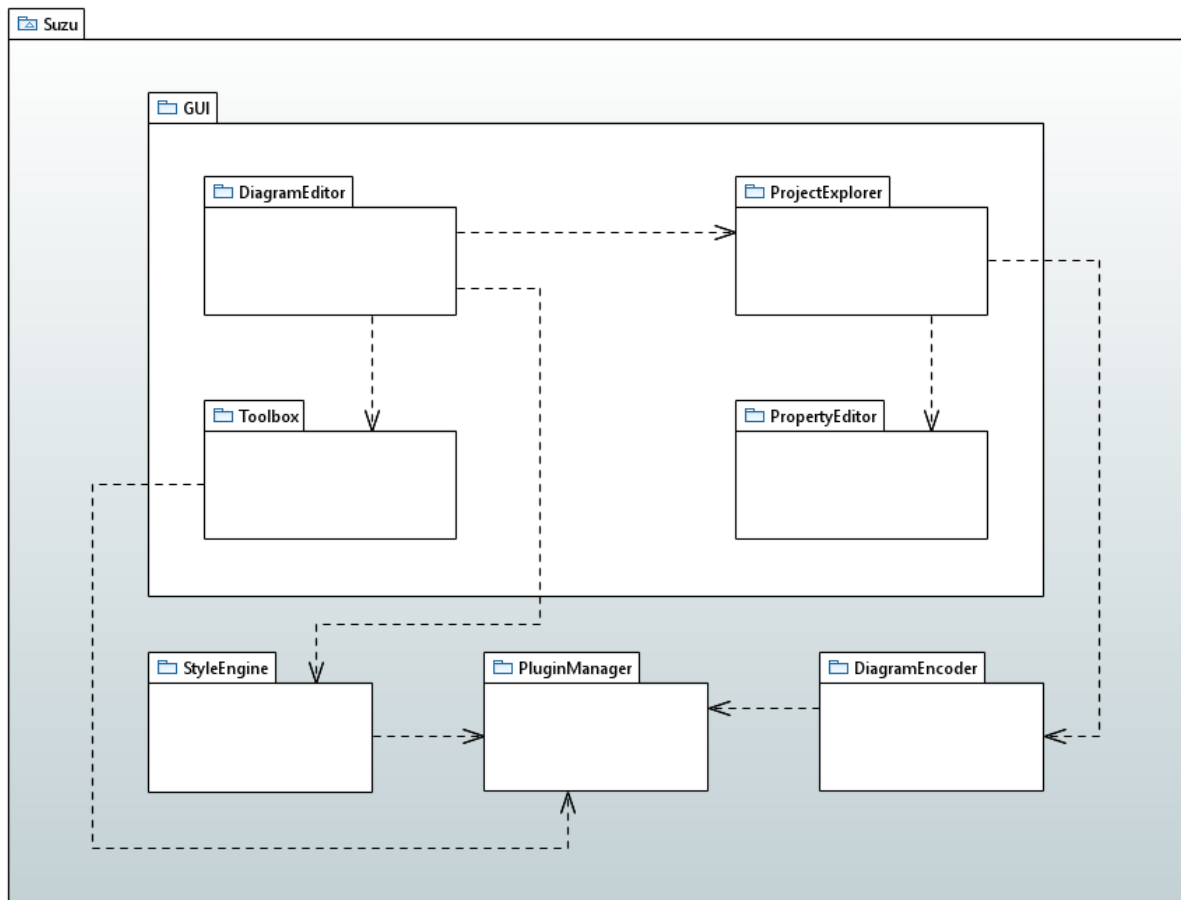 Suzu
GUI
DiagramEditor
ProjectExplorer
Toolbox
PropertyEditor
StyleEngine
PluginManager
DiagramEncoder